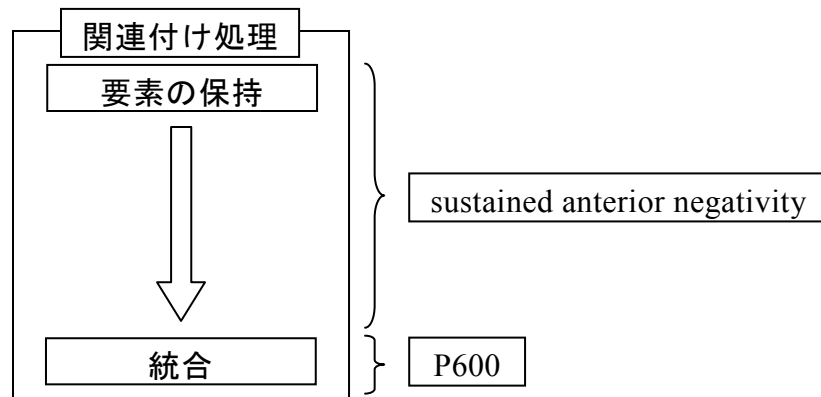 関連付け処理
要素の保持
sustained anterior negativity
統合
P600